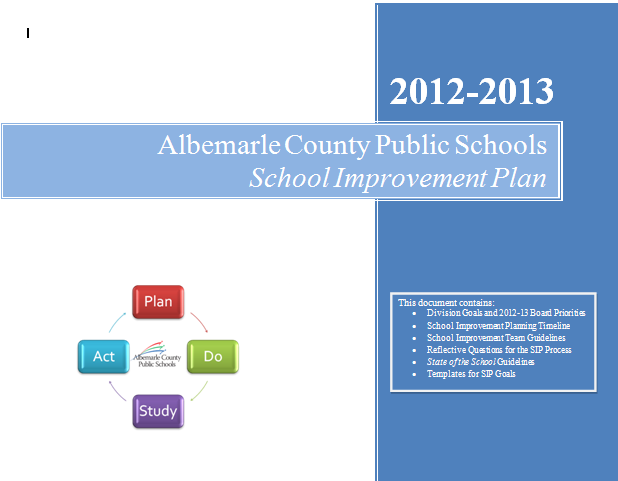 2012-2013
Albemarle County Public Schools
School Improvement Plan
Plan
Act
Albemarle County
Public Schools
Do
Study
This document contains:
• Division Goals and 2012-13 Board Priorities
• School Improvement Planning Timeline
• School Improvement Team Guidelines
• Reflective Questions for the SIP Process
• State of the School Guidelines
• Templates for SIP Goals